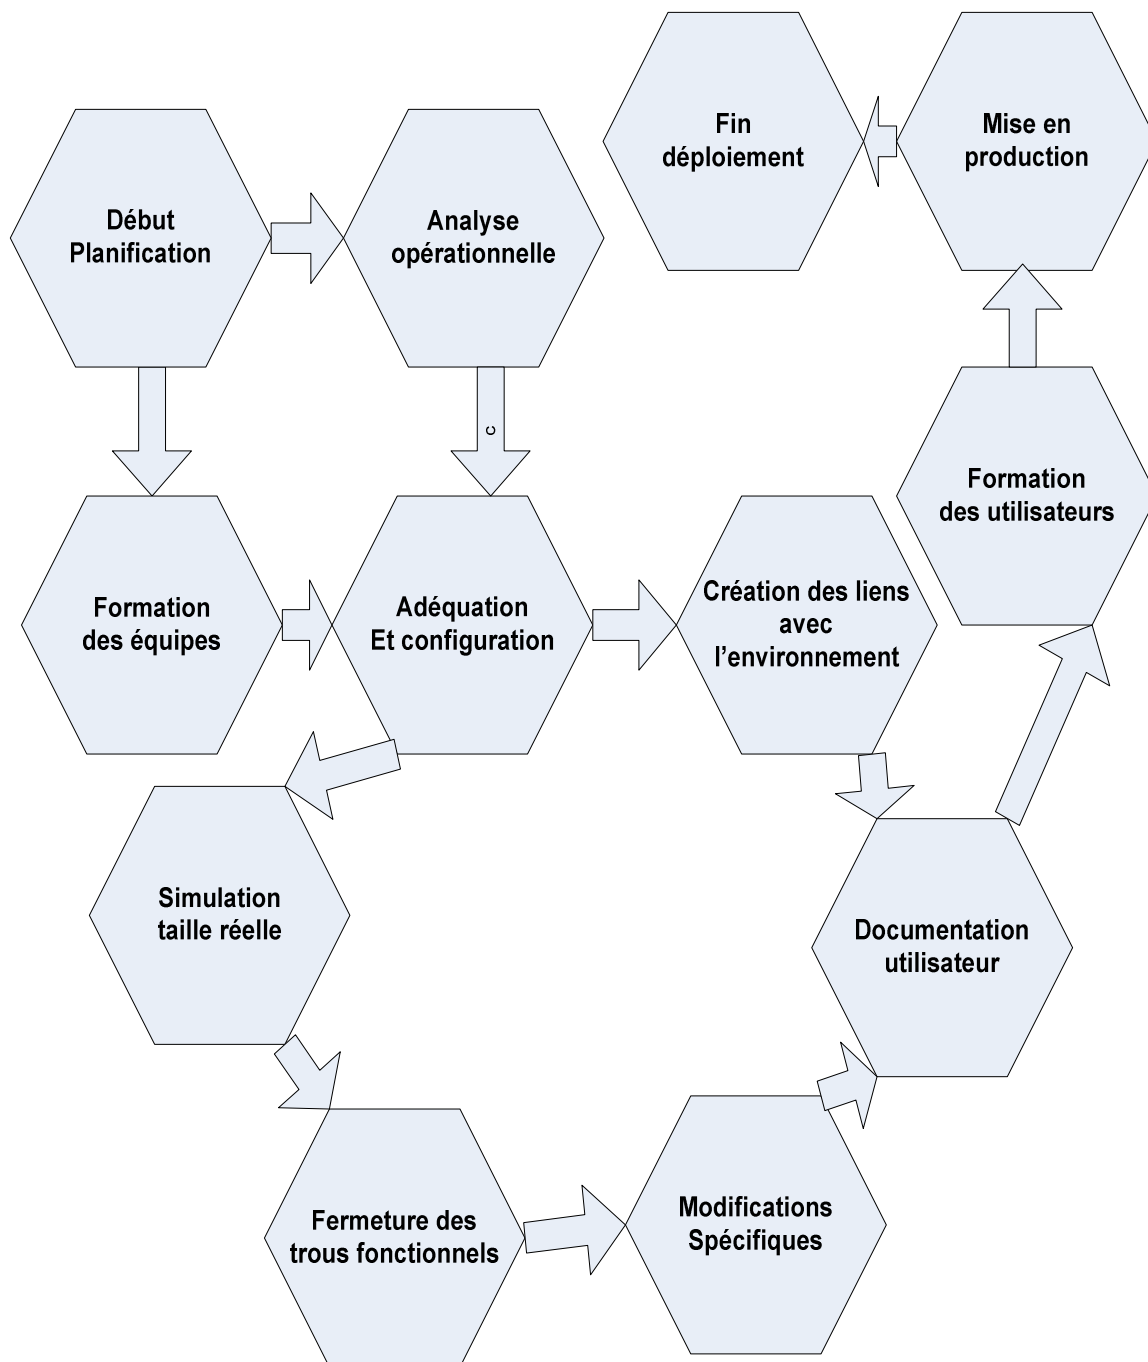 Début
Planification
Analyse
opérationnelle
Fin
déploiement
Mise en
production
c
Formation
des équipes
Adéquation
Et configuration
Création des liens
avec
l’environnement
Formation
des utilisateurs
Simulation
taille réelle
Documentation
utilisateur
Fermeture des
trous fonctionnels
Modifications
Spécifiques